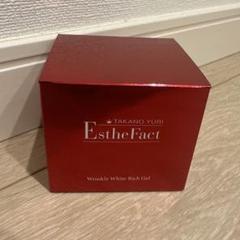 TAKANO YURI
EstheFact
Wrinkle White Rich Gel